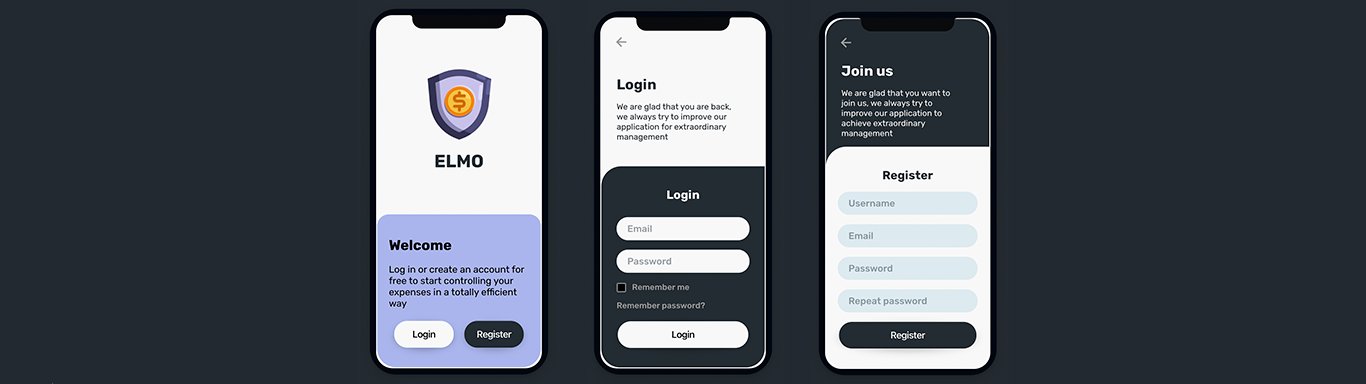 $
ELMO
Welcome
Log in or create an account for
free to start controlling your
expenses in a totally efficient
way
Login
Register
Login
We are glad that you are back,
we always try to improve our
application for extraordinary
management
Login
Email
Password
Remember me
Remember password?
Login
Join us
We are glad that you want to
join us, we always try to
improve our application to
achieve extraordinary
management
Register
Username
Email
Password
Repeat password
Register